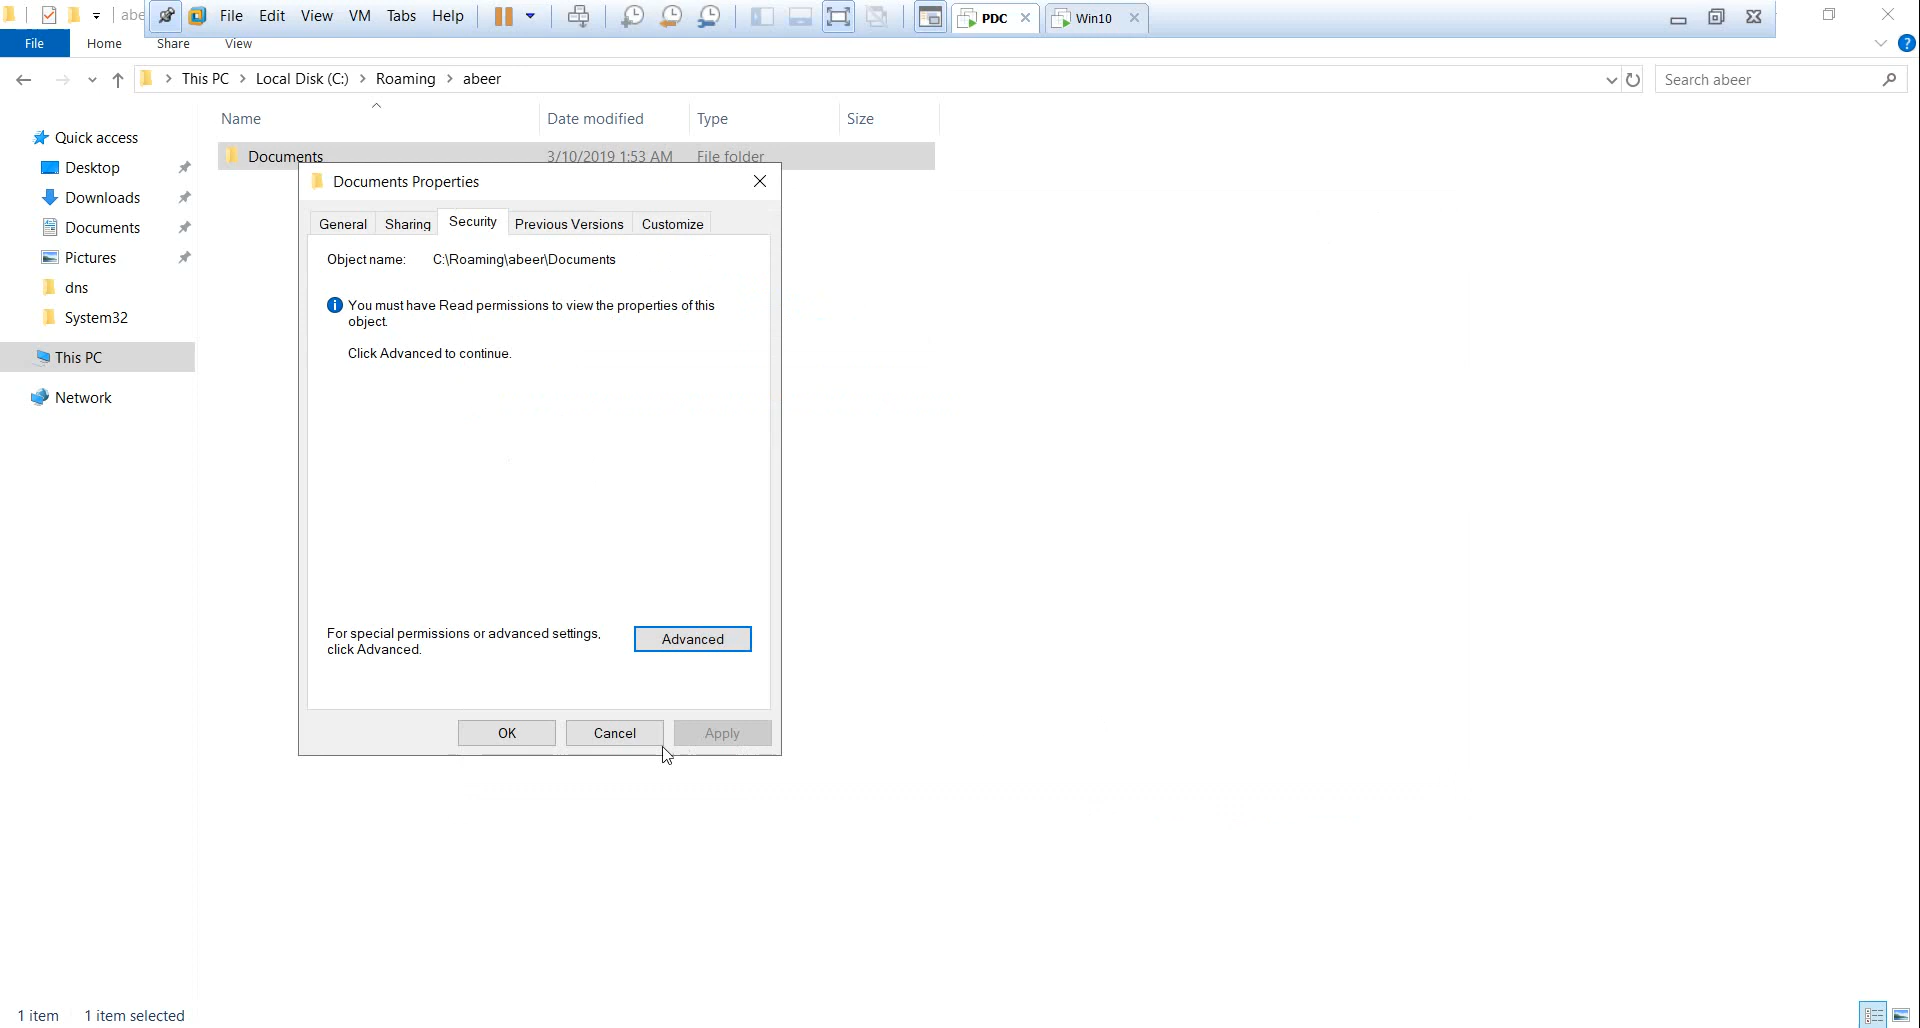 abe
File Edit View VM Tabs Help
PDC
Win10
File Home Share View
This PC Local Disk (C:) Roaming abeer
Search abeer
Name Date modified Type Size
Quick access
Desktop
Downloads
Documents
Pictures
dns
System32
This PC
Network
Documents 3/10/2019 1:53 AM File folder
Documents Properties
General Sharing Security Previous Versions Customize
Object name: C:\Roaming\abeer\Documents
You must have Read permissions to view the properties of this
object.
Click Advanced to continue.
For special permissions or advanced settings,
click Advanced.
Advanced
OK Cancel Apply
1 item 1 item selected